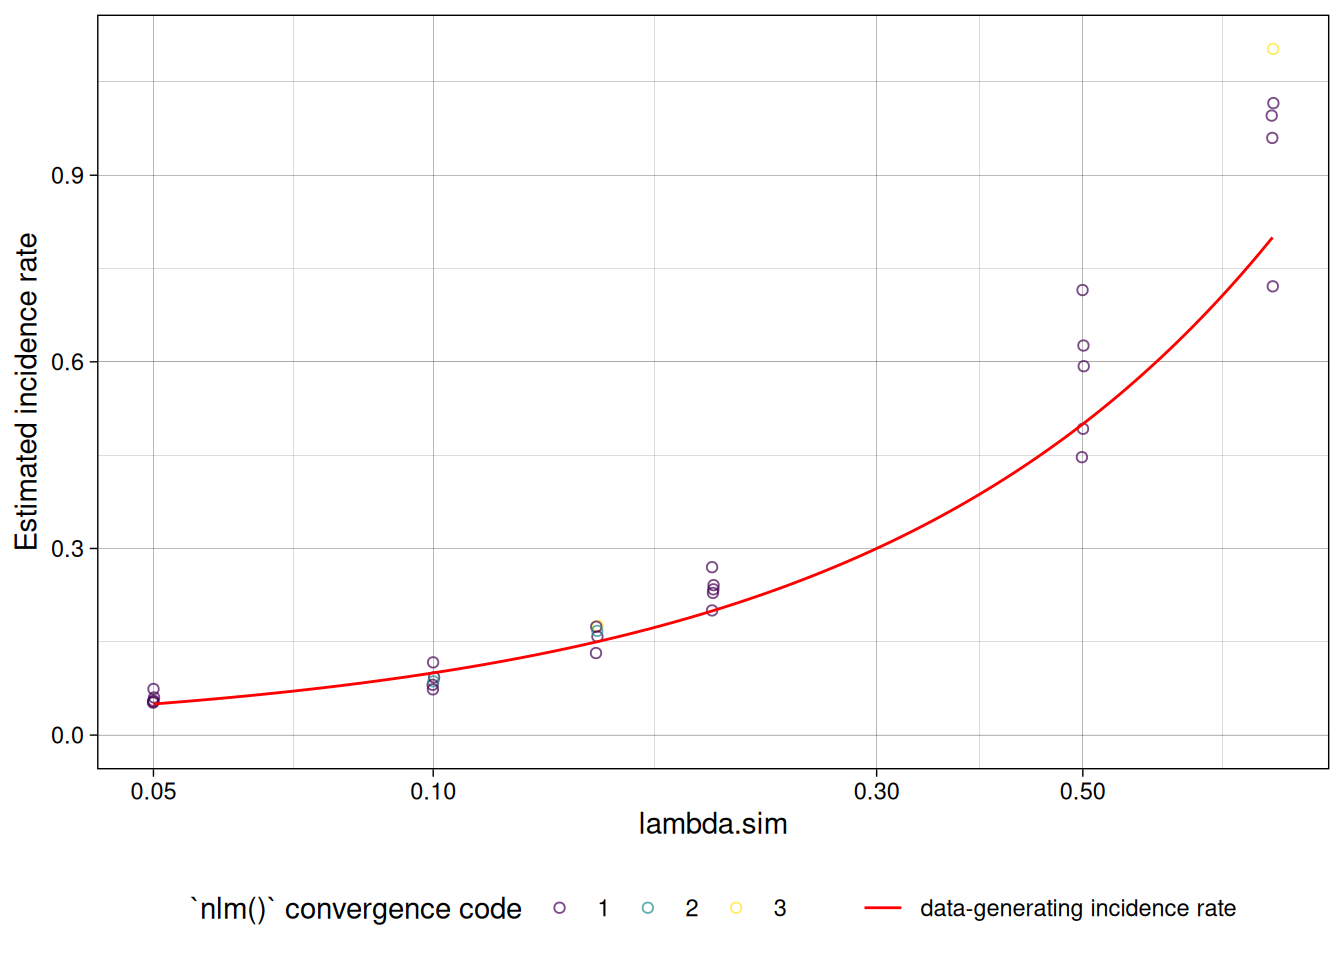 0.9
0.6
0.3
0.0
Estimated incidence rate
0.05 0.10 0.30 0.50
lambda.sim
`nlm()` convergence code 1 2 3 data-generating incidence rate